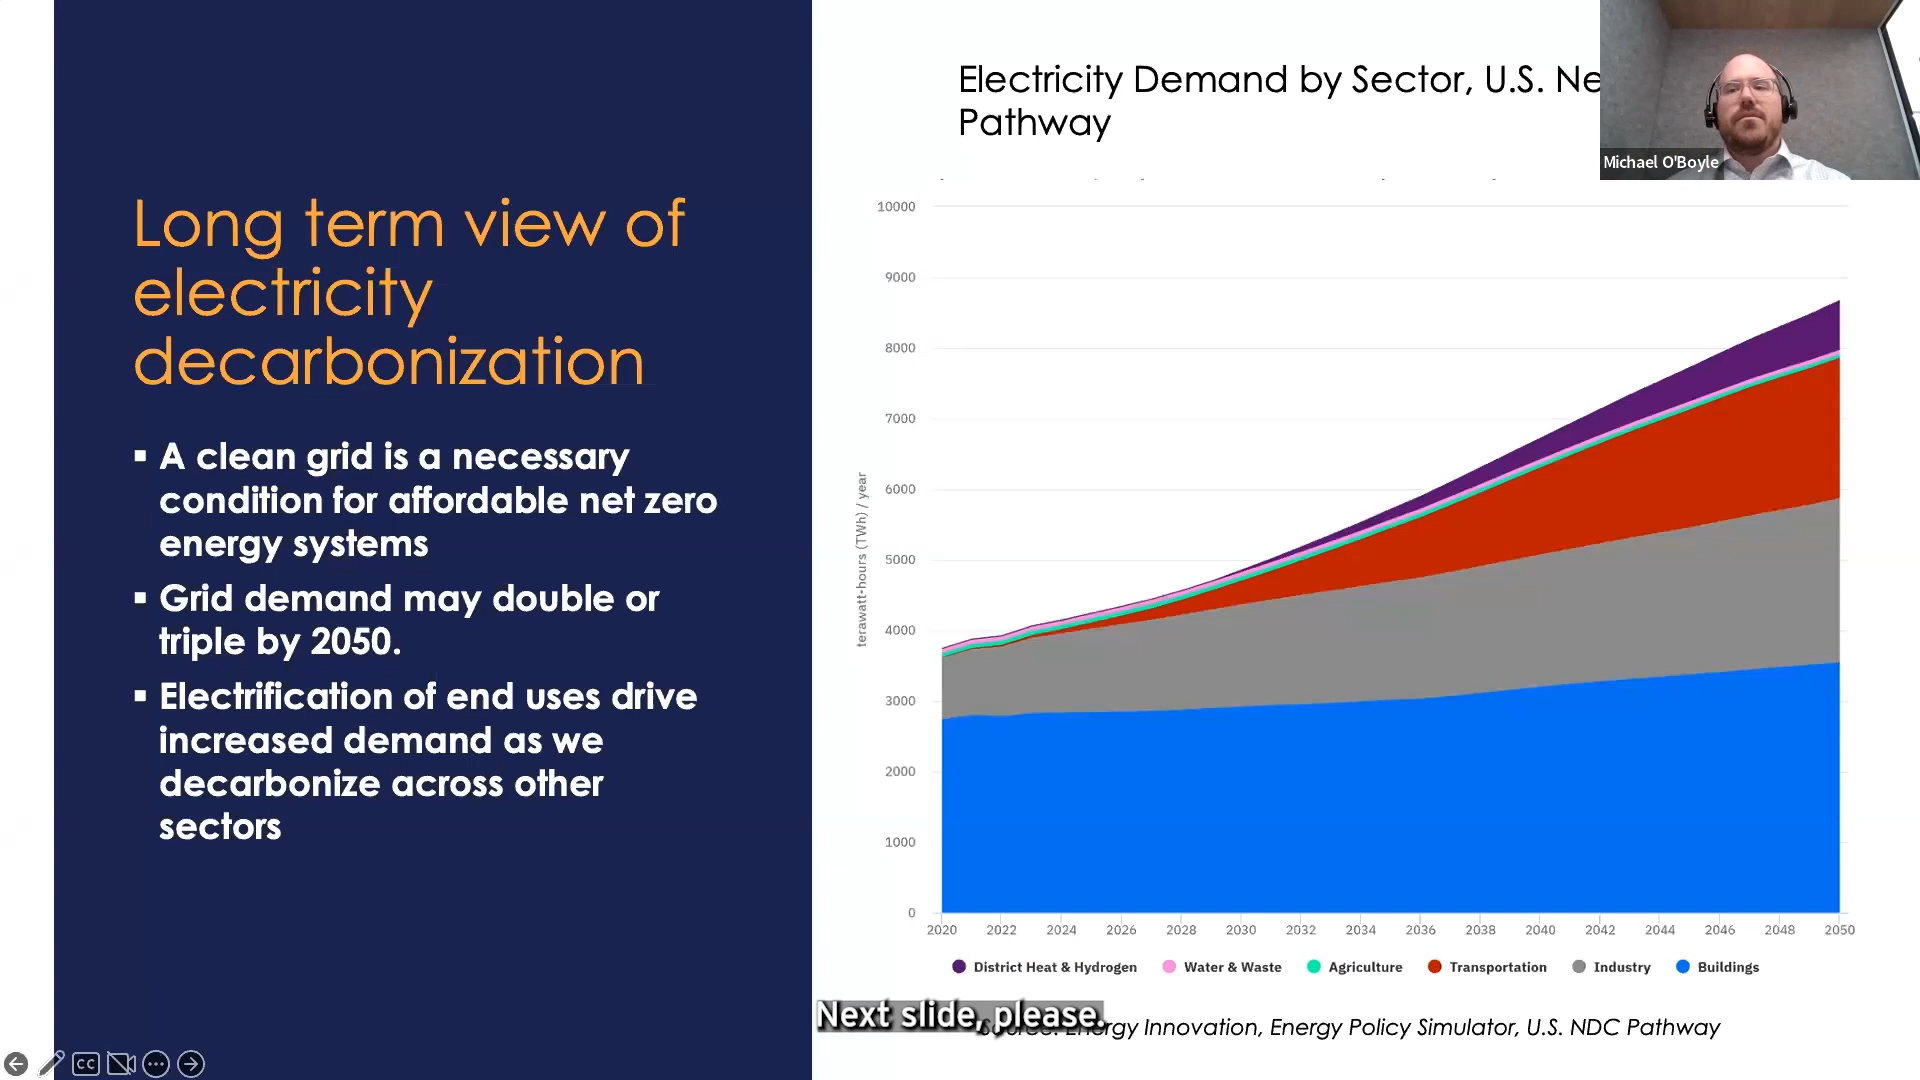 Long term view of
electricity
decarbonization
▪ A clean grid is a necessary
condition for affordable net zero
energy systems
▪ Grid demand may double or
triple by 2050.
▪ Electrification of end uses drive
increased demand as we
decarbonize across other
sectors
Electricity Demand by Sector, U.S. Ne
Pathway
Michael O'Boyle
terawatt-hours (TWh) / year
10000
9000
8000
7000
6000
5000
4000
3000
2000
1000
0
2020 2022 2024 2026 2028 2030 2032 2034 2036 2038 2040 2042 2044 2046 2048 2050
District Heat & Hydrogen Water & Waste Agriculture Transportation Industry Buildings
Next slide, please.
Source: Energy Innovation, Energy Policy Simulator, U.S. NDC Pathway
CC